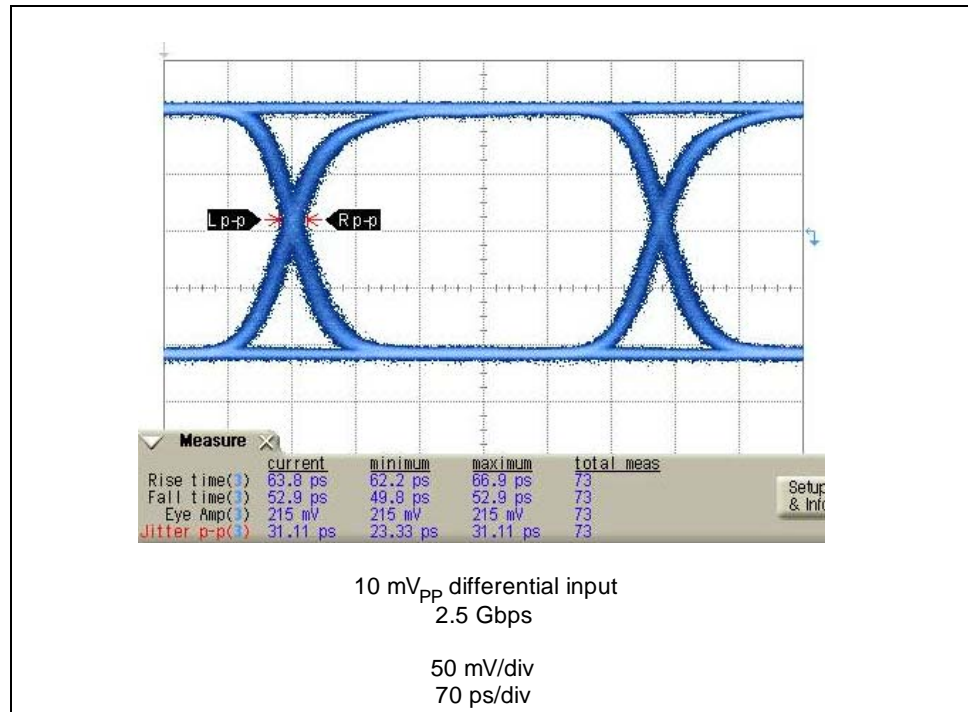 L p-p R p-p
Measure
current minimum maximum total meas
Rise time(3) 63.8 ps 62.2 ps 66.9 ps 73
Fall time(3) 52.9 ps 49.8 ps 52.9 ps 73
Eye Amp(3) 215 mV 215 mV 215 mV 73
Jitter p-p(3) 31.11 ps 23.33 ps 31.11 ps 73
Setup
& Info
10 mVPP differential input
2.5 Gbps
50 mV/div
70 ps/div